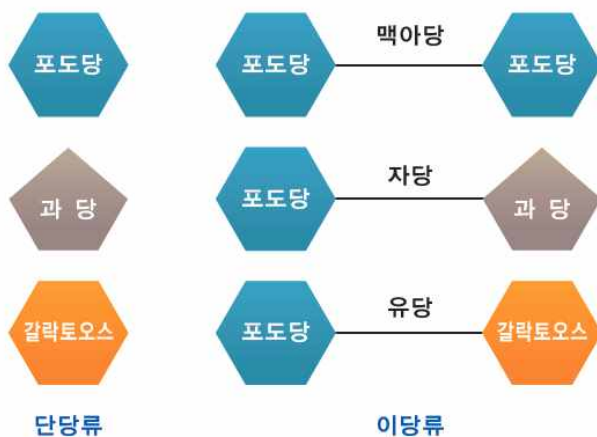 포도당 포도당 맥아당 포도당
과 당 포도당 자당 과 당
갈락토오스 포도당 유당 갈락토오스
단당류 이당류